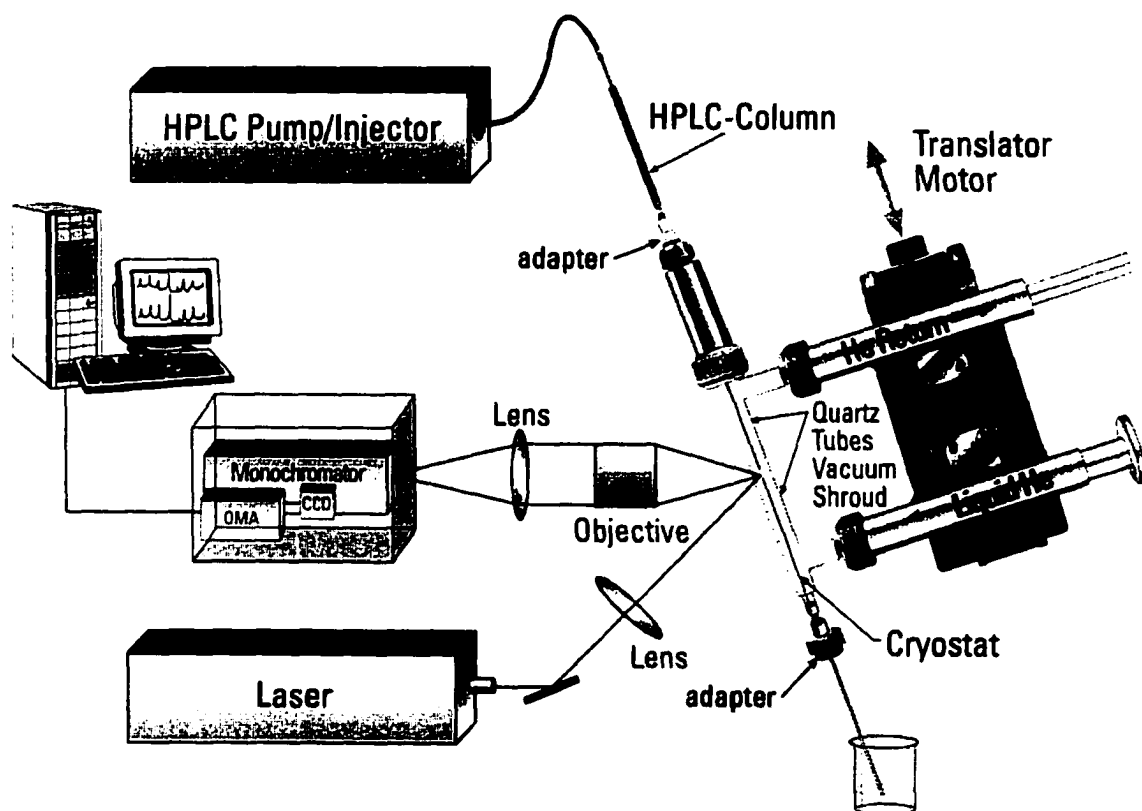 HPLC Pump/Injector
HPLC-Column
Translator
Motor
adapter
He Return
Lens
Quartz
Tubes
Vacuum
Shroud
Monochromator
CCD
OMA
Objective
Liquid He
Lens
Cryostat
Laser
adapter